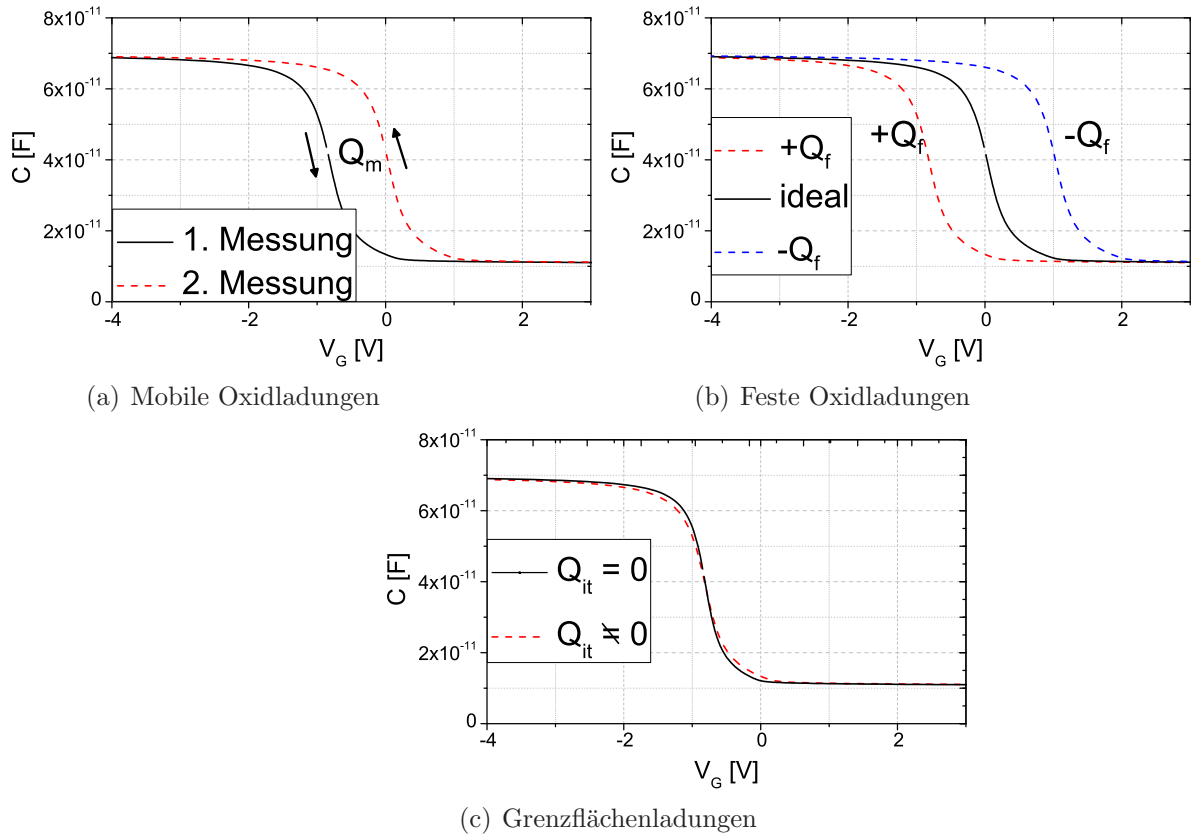 8x10⁻¹¹
6x10⁻¹¹
4x10⁻¹¹
2x10⁻¹¹
0
C [F]
-4
-2
0
2
V_G [V]
Q_m
1. Messung
2. Messung
(a) Mobile Oxidladungen
8x10⁻¹¹
6x10⁻¹¹
4x10⁻¹¹
2x10⁻¹¹
0
C [F]
-4
-2
0
2
V_G [V]
+Q_f
-Q_f
+Q_f
ideal
-Q_f
(b) Feste Oxidladungen
8x10⁻¹¹
6x10⁻¹¹
4x10⁻¹¹
2x10⁻¹¹
0
C [F]
-4
-2
0
2
V_G [V]
Q_it = 0
Q_it ≠ 0
(c) Grenzflächenladungen